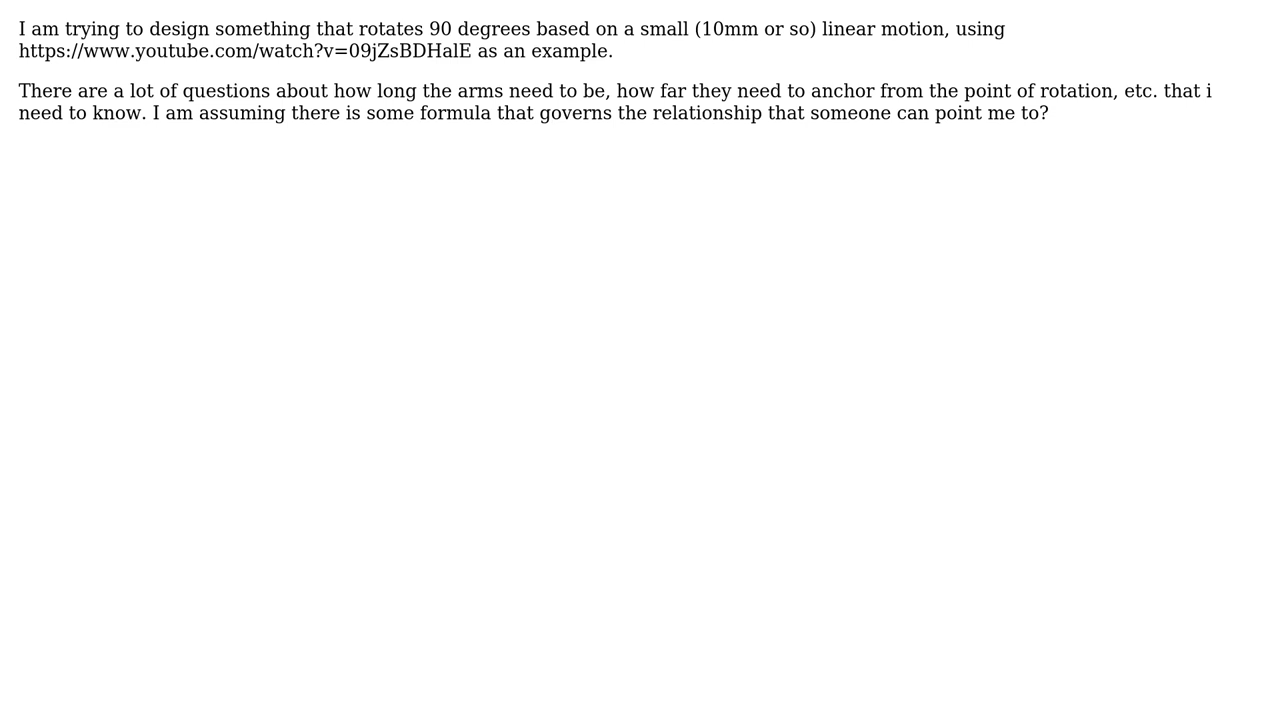 I am trying to design something that rotates 90 degrees based on a small (10mm or so) linear motion, using
https://www.youtube.com/watch?v=09jZsBDHalE as an example.
There are a lot of questions about how long the arms need to be, how far they need to anchor from the point of rotation, etc. that i
need to know. I am assuming there is some formula that governs the relationship that someone can point me to?